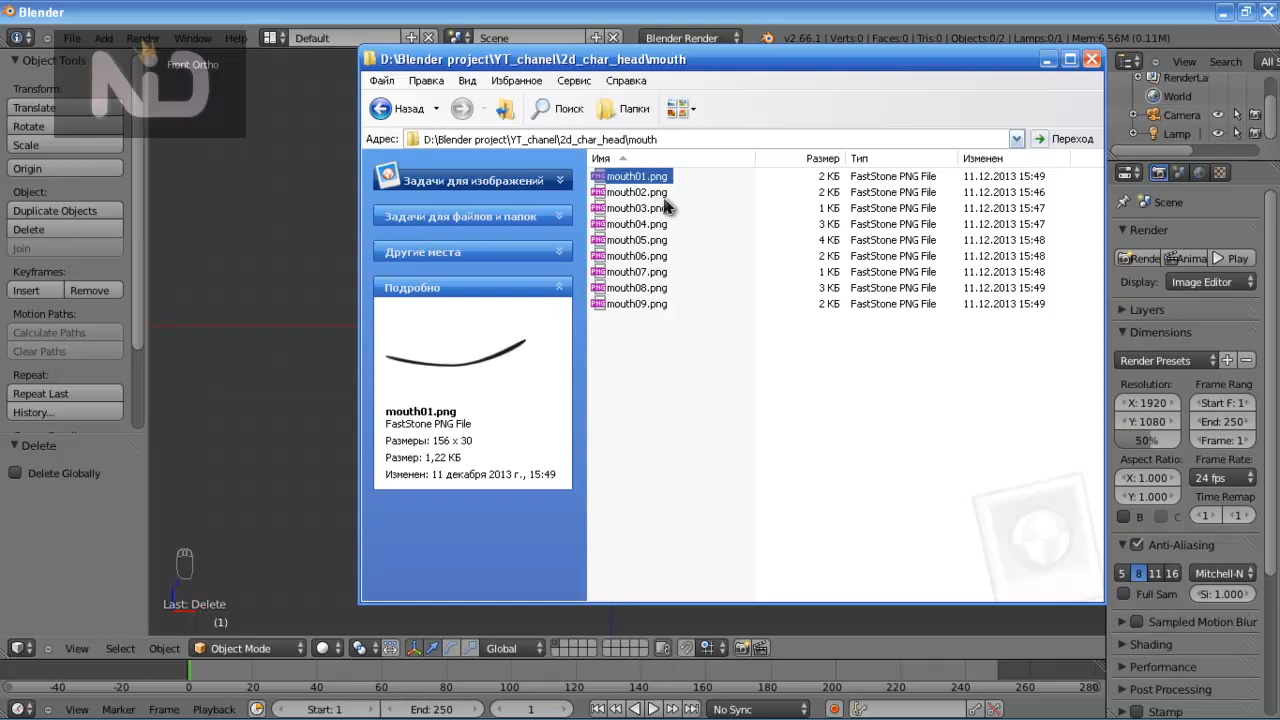 Blender
File Add Render Window Help Default Scene Blender Render v2.66.1 | Verts:0 | Faces:0 | Tris:0 | Objects:0/2 | Lamps:0/1 | Mem:6.56M (0.11M)
ND
Front Ortho
Object Tools
Transform:
Translate
Rotate
Scale
Origin
Object:
Duplicate Objects
Delete
Join
Keyframes:
Insert Remove
Motion Paths:
Calculate Paths
Clear Paths
Repeat:
Repeat Last
History...
Delete
Delete Globally
Last: Delete
(1)
D:\Blender project\YT_chanel\2d_char_head\mouth
Файл Правка Вид Избранное Сервис Справка
Назад Поиск Папки
Адрес: D:\Blender project\YT_chanel\2d_char_head\mouth Переход
Задачи для изображений
Задачи для файлов и папок
Другие места
Подробно
mouth01.png
FastStone PNG File
Размеры: 156 x 30
Размер: 1,22 КБ
Изменен: 11 декабря 2013 г., 15:49
Имя Размер Тип Изменен
mouth01.png 2 КБ FastStone PNG File 11.12.2013 15:49
mouth02.png 2 КБ FastStone PNG File 11.12.2013 15:46
mouth03.png 1 КБ FastStone PNG File 11.12.2013 15:47
mouth04.png 3 КБ FastStone PNG File 11.12.2013 15:47
mouth05.png 4 КБ FastStone PNG File 11.12.2013 15:48
mouth06.png 2 КБ FastStone PNG File 11.12.2013 15:48
mouth07.png 1 КБ FastStone PNG File 11.12.2013 15:48
mouth08.png 3 КБ FastStone PNG File 11.12.2013 15:49
mouth09.png 2 КБ FastStone PNG File 11.12.2013 15:49
View Search All S
RenderLa
World
Camera
Lamp
Scene
Render
Rende Anima Play
Display: Image Editor
Layers
Dimensions
Render Presets
Resolution: Frame Rang
X: 1920 Start F: 1
Y: 1080 End: 250
50% Frame: 1
Aspect Ratio: Frame Rate:
X: 1.000 24 fps
Y: 1.000 Time Remap
B C 1 1
Anti-Aliasing
5 8 11 16 Mitchell-N
Full Sam Si: 1.000
Sampled Motion Blur
Shading
Performance
Post Processing
Stamp
View Select Object Object Mode Global
-40 -20 0 20 40 60 80 100 120 140 160 180 200 220 240 260 280
View Marker Frame Playback Start: 1 End: 250 1 No Sync